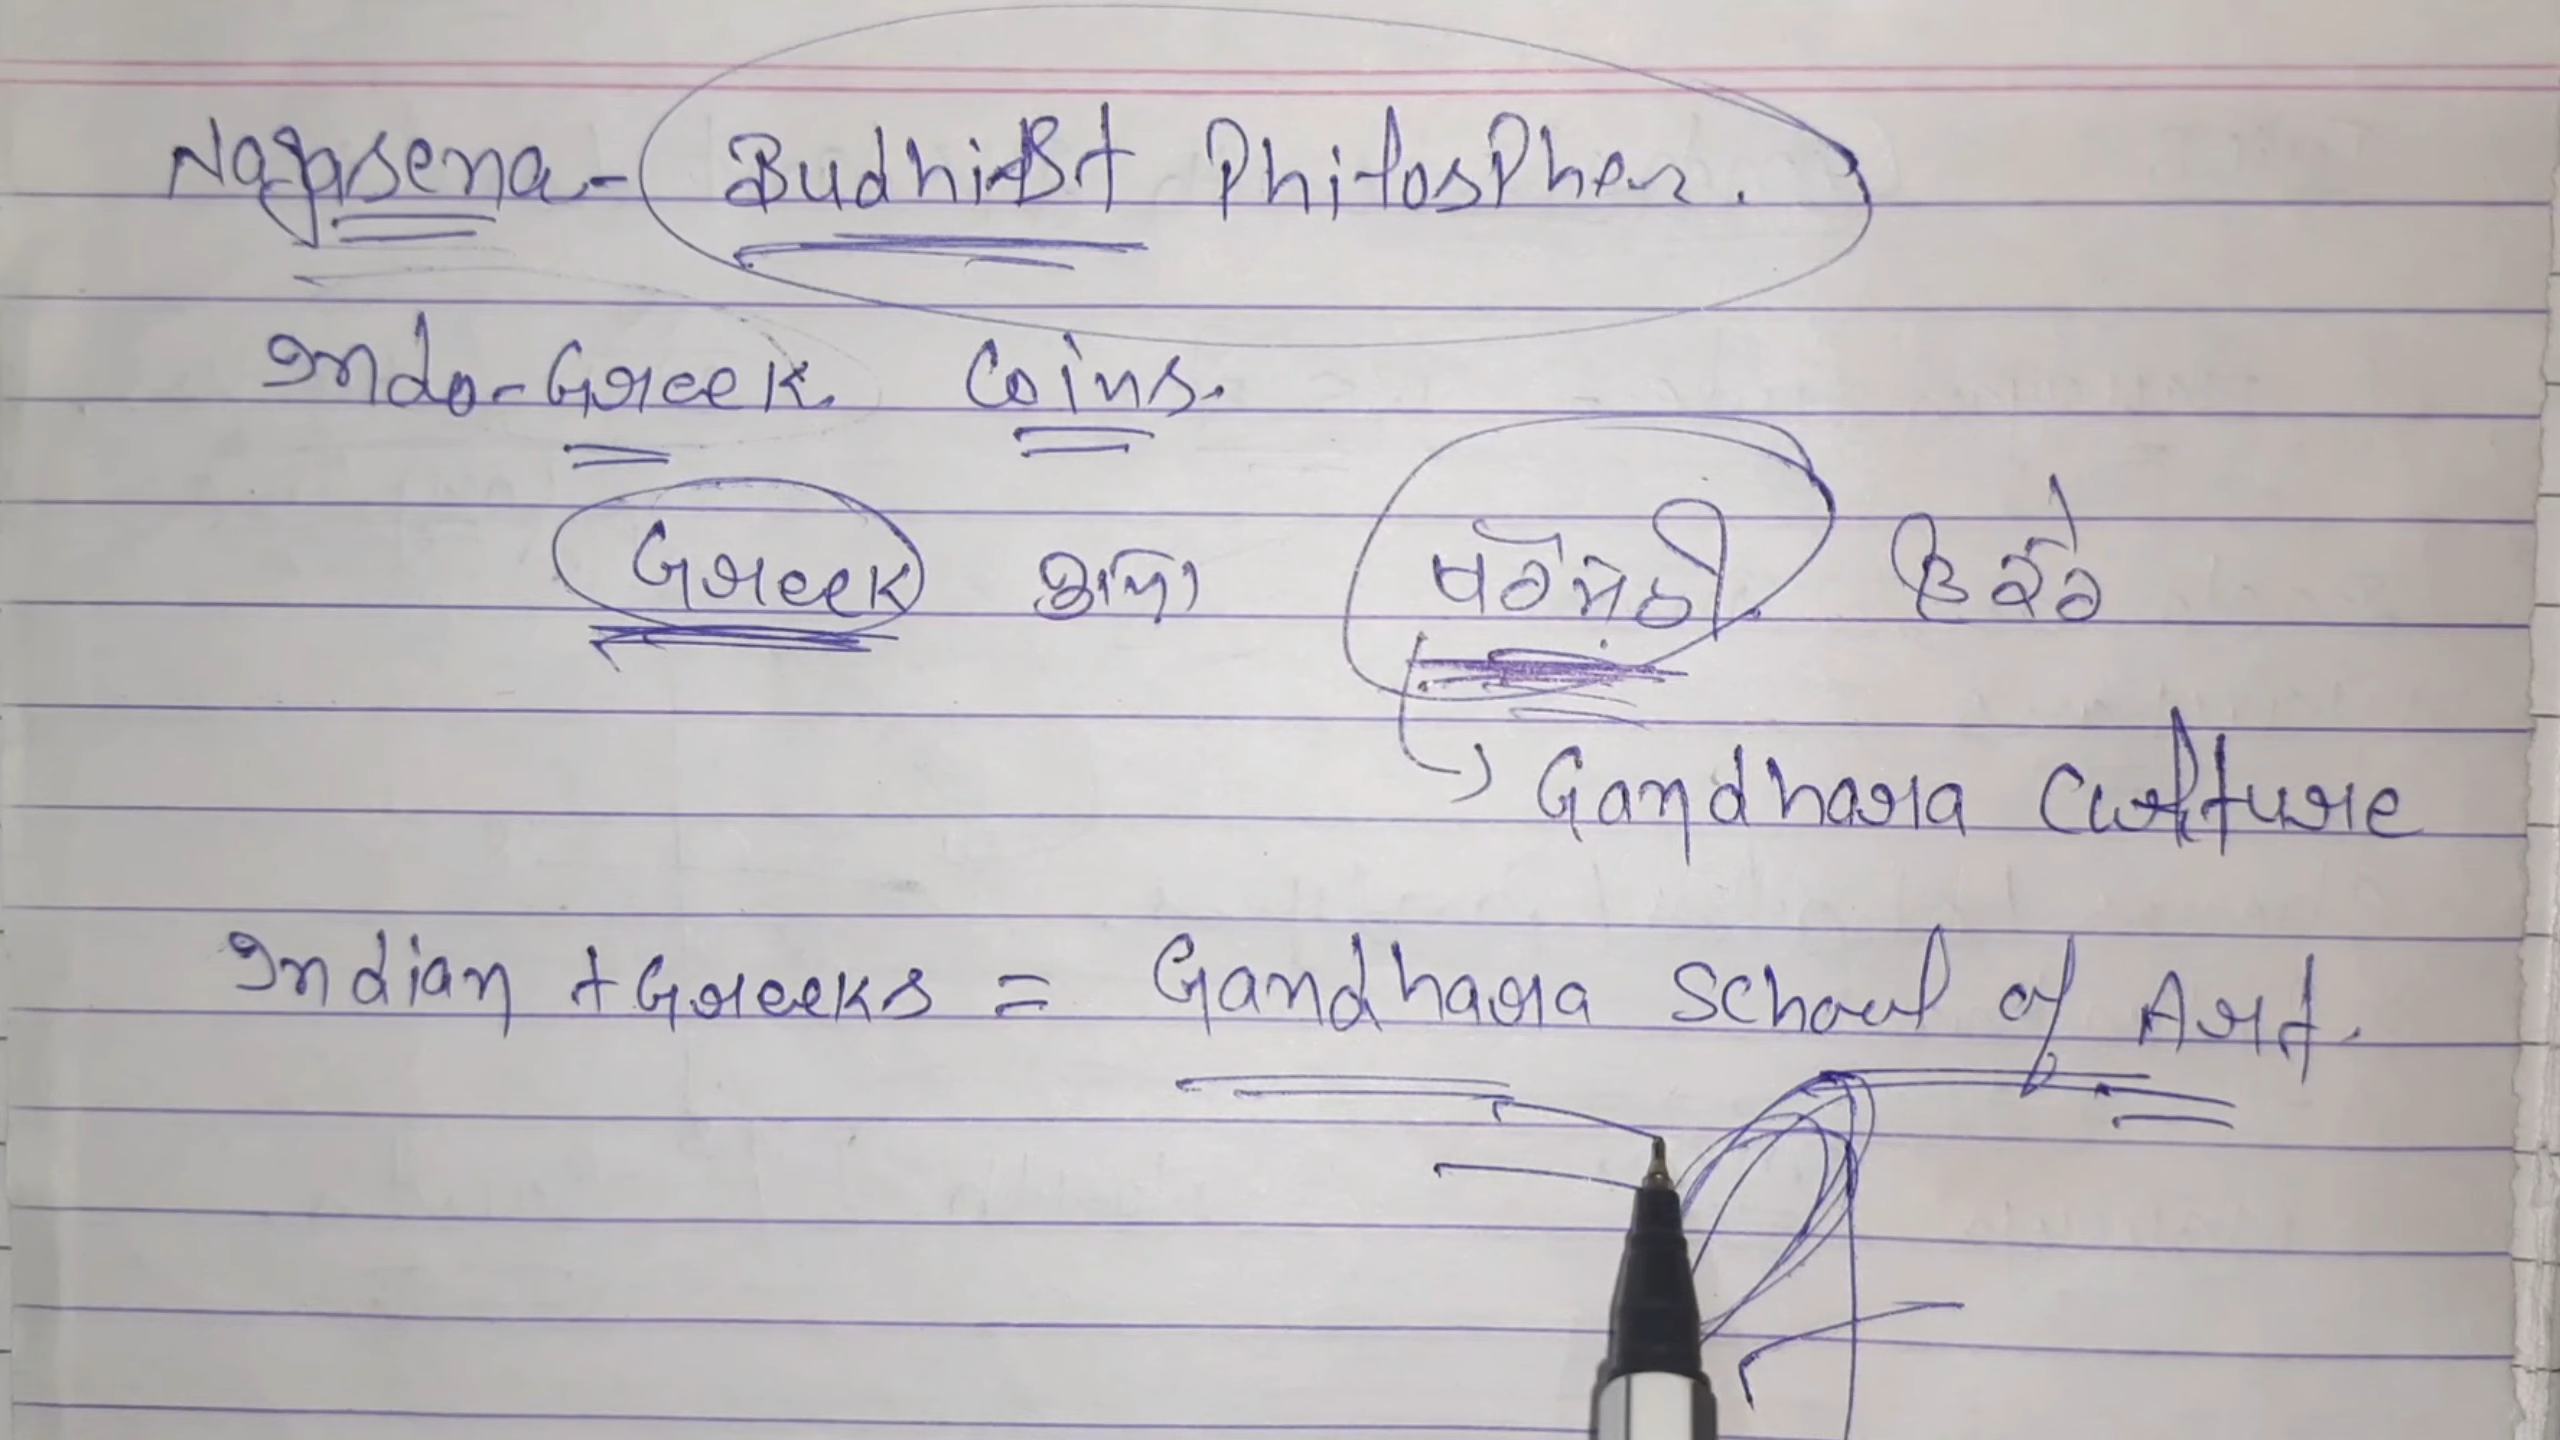 Nagasena - Budhist Philospher.
Indo-Greek Coins.
Greek
Gandhara Culture
Indian + Greeks = Gandhara School of Art.